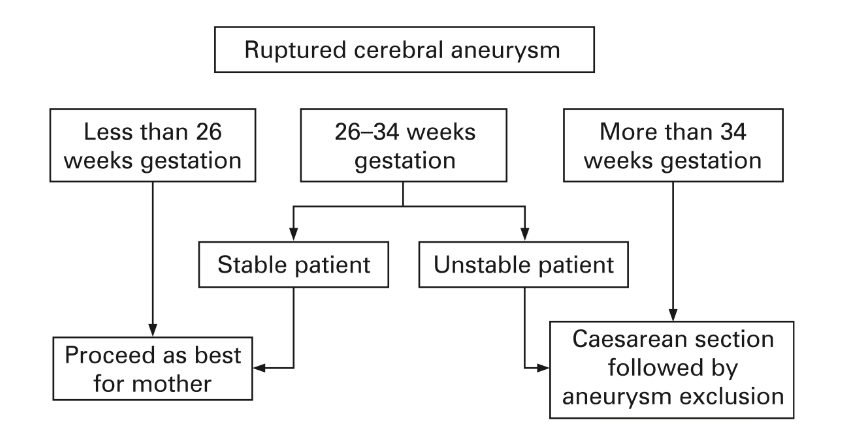 Ruptured cerebral aneurysm
Less than 26
weeks gestation
26–34 weeks
gestation
More than 34
weeks gestation
Stable patient
Unstable patient
Proceed as best
for mother
Caesarean section
followed by
aneurysm exclusion